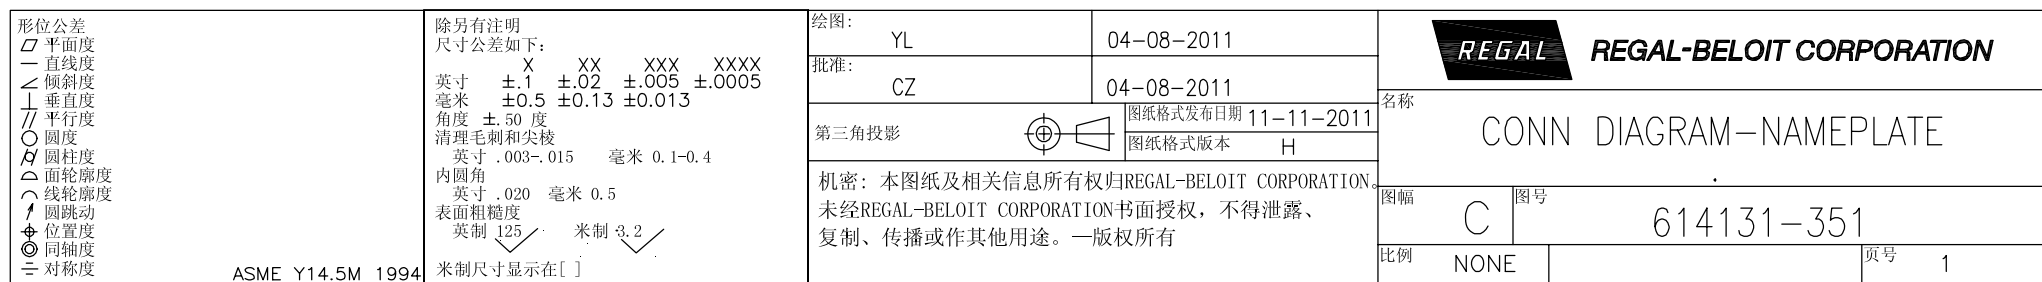 形位公差
平面度
直线度
倾斜度
垂直度
平行度
圆度
圆柱度
面轮廓度
线轮廓度
圆跳动
位置度
同轴度
对称度
ASME Y14.5M 1994
除另有注明
尺寸公差如下:
X XX XXX XXXX
英寸 ±.1 ±.02 ±.005 ±.0005
毫米 ±0.5 ±0.13 ±0.013
角度 ±.50 度
清理毛刺和尖棱
英寸 .003-.015 毫米 0.1-0.4
内圆角
英寸 .020 毫米 0.5
表面粗糙度
英制 125 米制 3.2
米制尺寸显示在[ ]
绘图:
YL 04-08-2011
批准:
CZ 04-08-2011
第三角投影
图纸格式发布日期 11-11-2011
图纸格式版本 H
机密: 本图纸及相关信息所有权归REGAL-BELOIT CORPORATION。
未经REGAL-BELOIT CORPORATION书面授权，不得泄露、
复制、传播或作其他用途。—版权所有
REGAL REGAL-BELOIT CORPORATION
名称
CONN DIAGRAM-NAMEPLATE
图幅 C 图号 614131-351
比例 NONE 页号 1